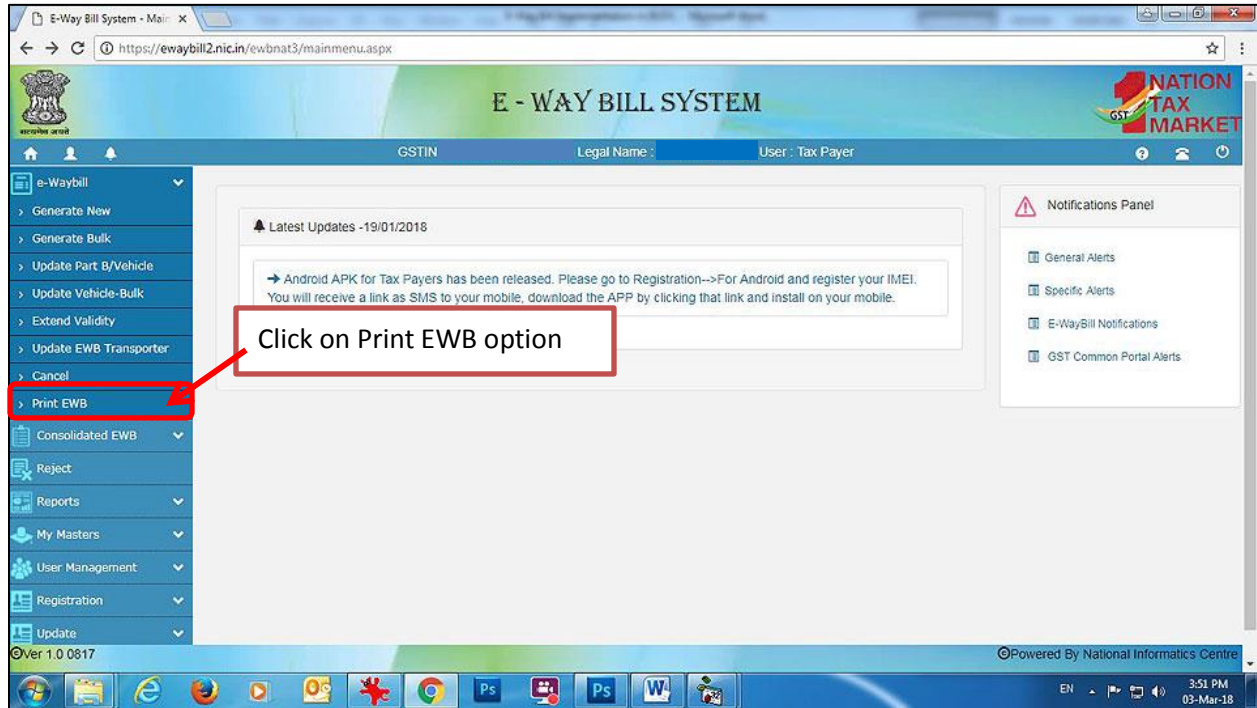 E-Way Bill System - Main
https://ewaybill2.nic.in/ewbnat3/mainmenu.aspx
सत्यमेव जयते
E - WAY BILL SYSTEM
1 NATION
TAX
MARKET
GST
GSTIN Legal Name : User : Tax Payer
e-Waybill
Generate New
Generate Bulk
Update Part B/Vehicle
Update Vehicle-Bulk
Extend Validity
Update EWB Transporter
Cancel
Print EWB
Consolidated EWB
Reject
Reports
My Masters
User Management
Registration
Update
Latest Updates -19/01/2018
Android APK for Tax Payers has been released. Please go to Registration-->For Android and register your IMEI.
You will receive a link as SMS to your mobile, download the APP by clicking that link and install on your mobile.
Click on Print EWB option
Notifications Panel
General Alerts
Specific Alerts
E-WayBill Notifications
GST Common Portal Alerts
©Ver 1.0 0817
©Powered By National Informatics Centre
Ps
Ps
W
EN
3:51 PM
03-Mar-18